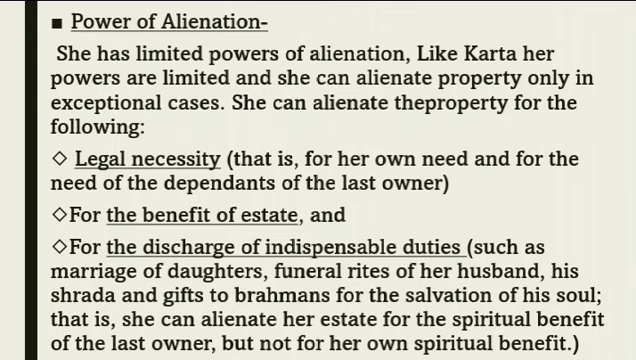 ■ Power of Alienation-
She has limited powers of alienation, Like Karta her
powers are limited and she can alienate property only in
exceptional cases. She can alienate theproperty for the
following:
◇ Legal necessity (that is, for her own need and for the
need of the dependants of the last owner)
◇For the benefit of estate, and
◇For the discharge of indispensable duties (such as
marriage of daughters, funeral rites of her husband, his
shrada and gifts to brahmans for the salvation of his soul;
that is, she can alienate her estate for the spiritual benefit
of the last owner, but not for her own spiritual benefit.)